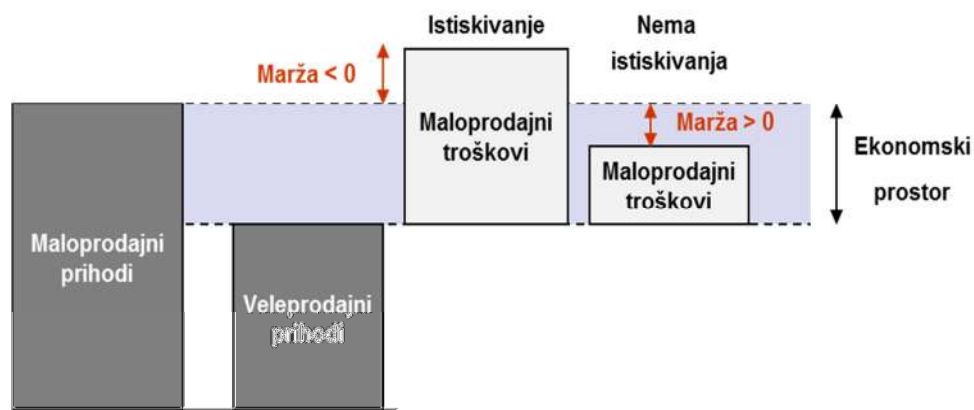 Istiskivanje
Nema
istiskivanja
Marža < 0
Marža > 0
Maloprodajni
troškovi
Maloprodajni
troškovi
Ekonomski
prostor
Maloprodajni
prihodi
Veleprodajni
prihodi